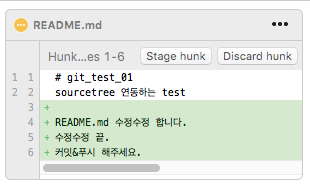 README.md •••
Hunk...es 1-6 Stage hunk Discard hunk
1 1 # git_test_01
2 2 sourcetree 연동하는 test
3 +
4 + README.md 수정수정 합니다.
5 + 수정수정 끝.
6 + 커밋&푸시 해주세요.